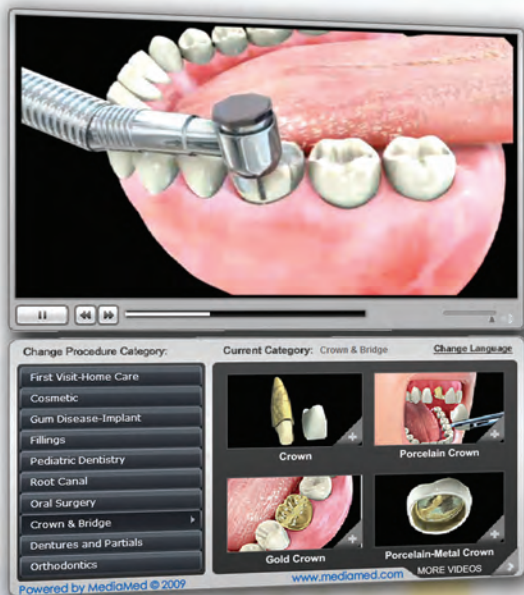 Change Procedure Category:
First Visit-Home Care
Cosmetic
Gum Disease-Implant
Fillings
Pediatric Dentistry
Root Canal
Oral Surgery
Crown & Bridge
Dentures and Partials
Orthodontics
Powered by MediaMed © 2009
Current Category: Crown & Bridge
Change Language
Crown
Porcelain Crown
Gold Crown
Porcelain-Metal Crown
www.mediamed.com
MORE VIDEOS